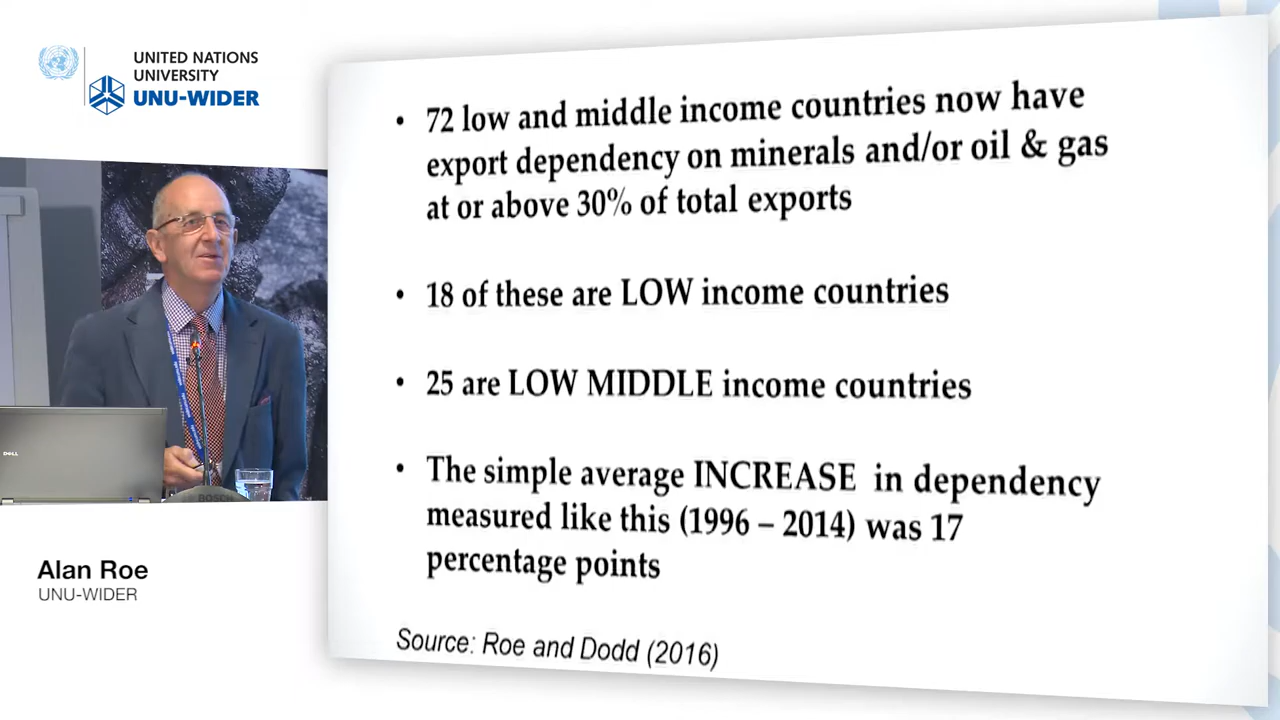 UNITED NATIONS
UNIVERSITY
UNU-WIDER
• 72 low and middle income countries now have
export dependency on minerals and/or oil & gas
at or above 30% of total exports
• 18 of these are LOW income countries
• 25 are LOW MIDDLE income countries
• The simple average INCREASE in dependency
measured like this (1996 – 2014) was 17
percentage points
Source: Roe and Dodd (2016)
DELL
BOSCH
Alan Roe
UNU-WIDER